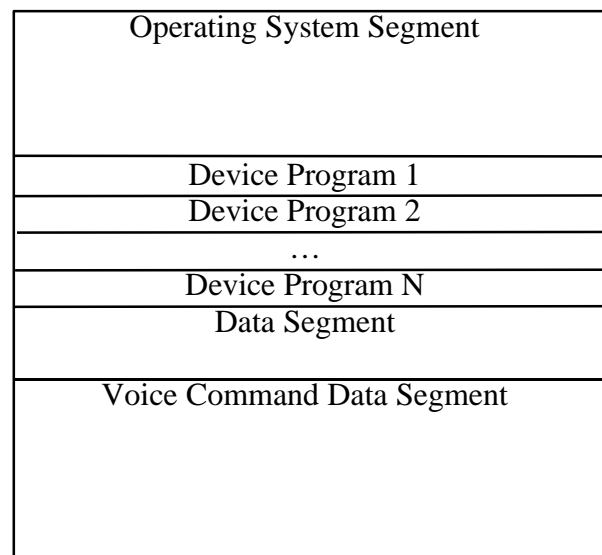 Operating System Segment
Device Program 1
Device Program 2
…
Device Program N
Data Segment
Voice Command Data Segment